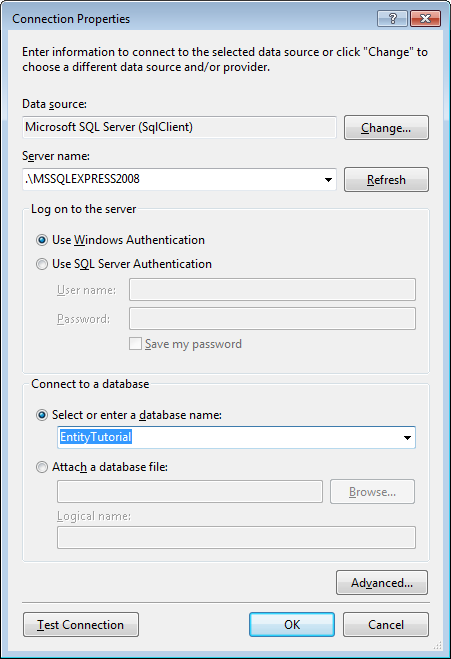 Connection Properties
Enter information to connect to the selected data source or click "Change" to
choose a different data source and/or provider.
Data source:
Microsoft SQL Server (SqlClient)
Change...
Server name:
.\MSSQLEXPRESS2008
Refresh
Log on to the server
Use Windows Authentication
Use SQL Server Authentication
User name:
Password:
Save my password
Connect to a database
Select or enter a database name:
EntityTutorial
Attach a database file:
Browse...
Logical name:
Advanced...
Test Connection
OK
Cancel